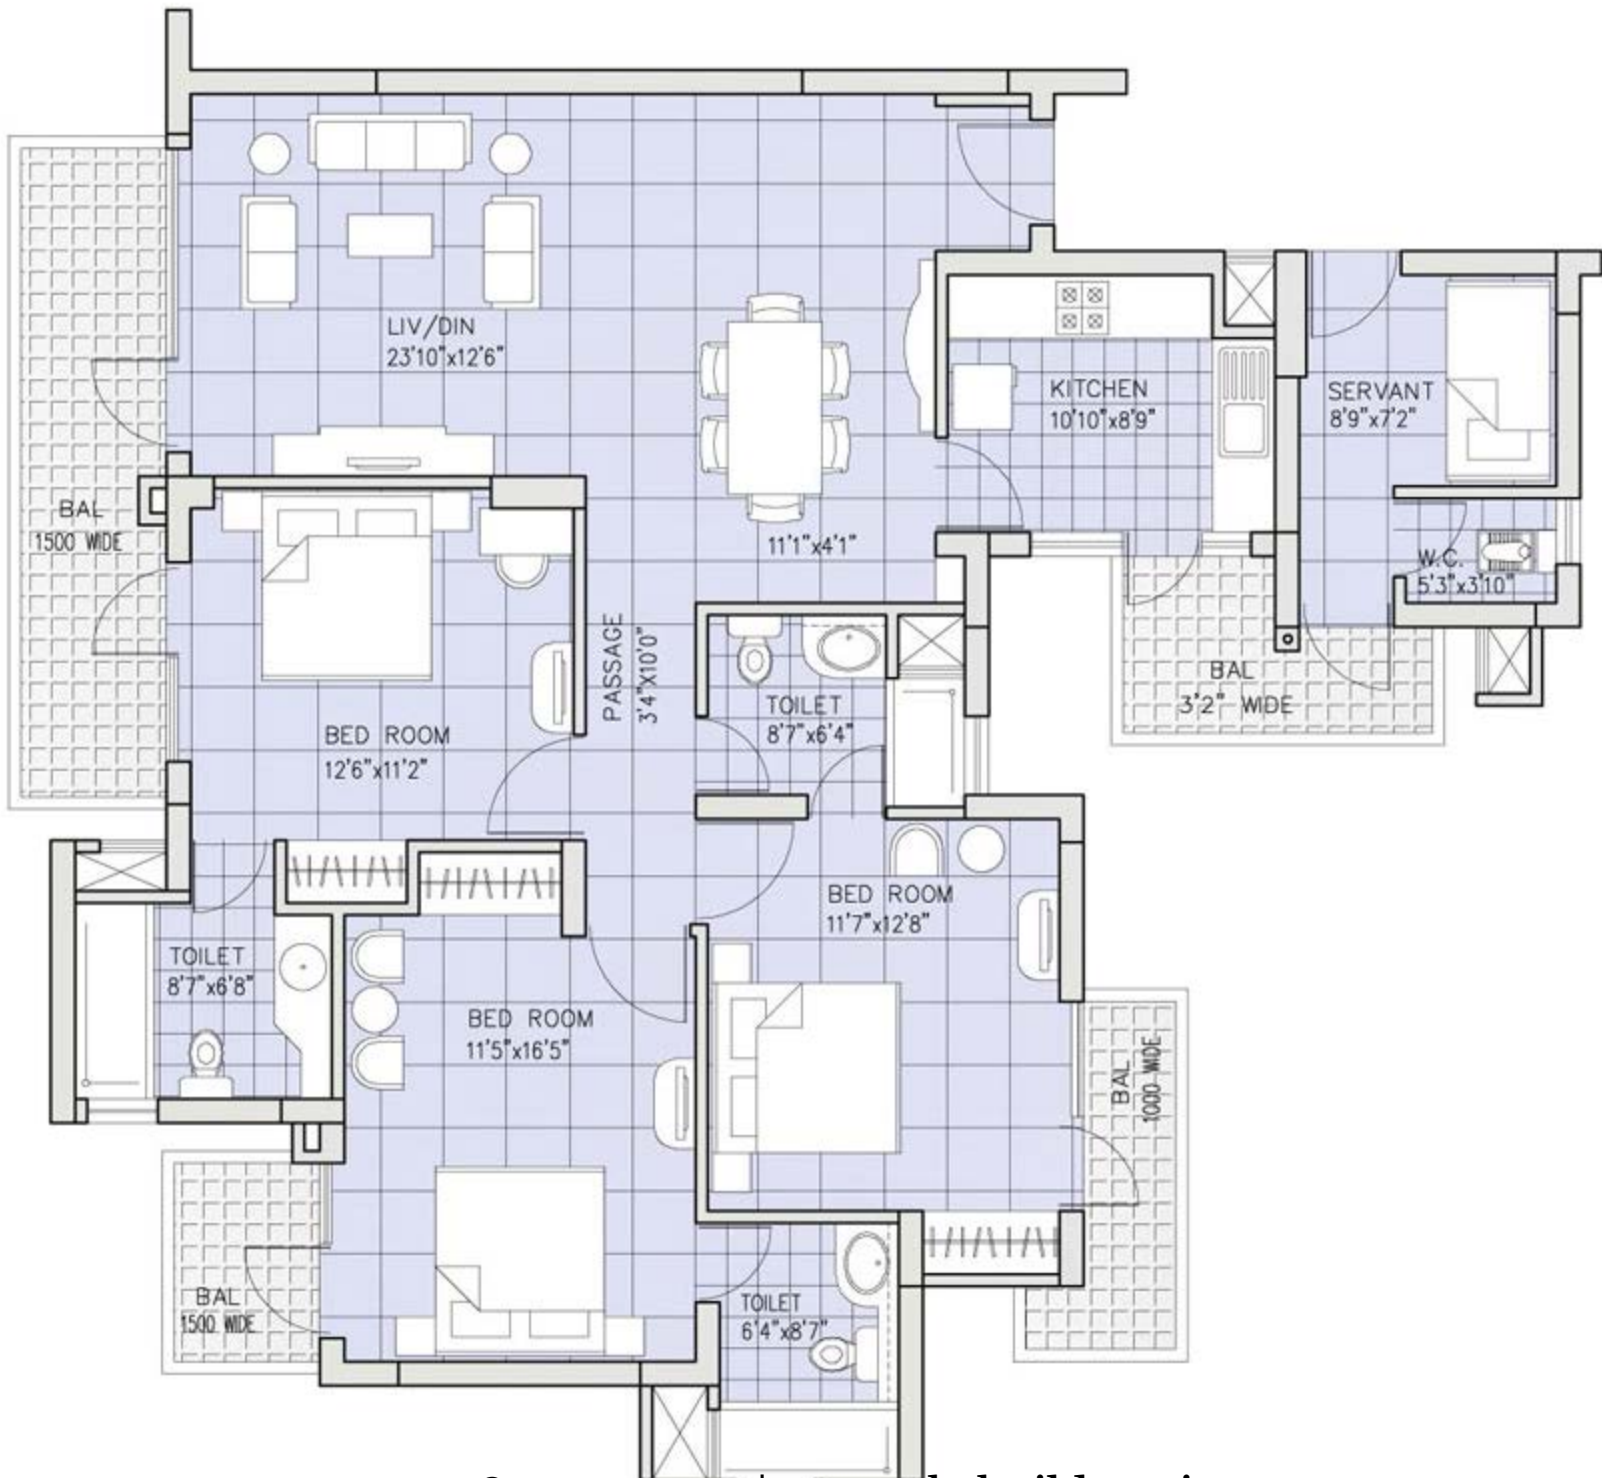 LIV/DIN
23'10"x12'6"
KITCHEN
10'10"x8'9"
SERVANT
8'9"x7'2"
BAL
1500 WIDE
11'1"x4'1"
W.C.
5'3"x3'10"
PASSAGE
3'4"x10'0"
BAL
3'2" WIDE
TOILET
8'7"x6'4"
BED ROOM
12'6"x11'2"
BED ROOM
11'7"x12'8"
TOILET
8'7"x6'8"
BED ROOM
11'5"x16'5"
BAL
1000 WIDE
BAL
1500 WIDE
TOILET
6'4"x8'7"